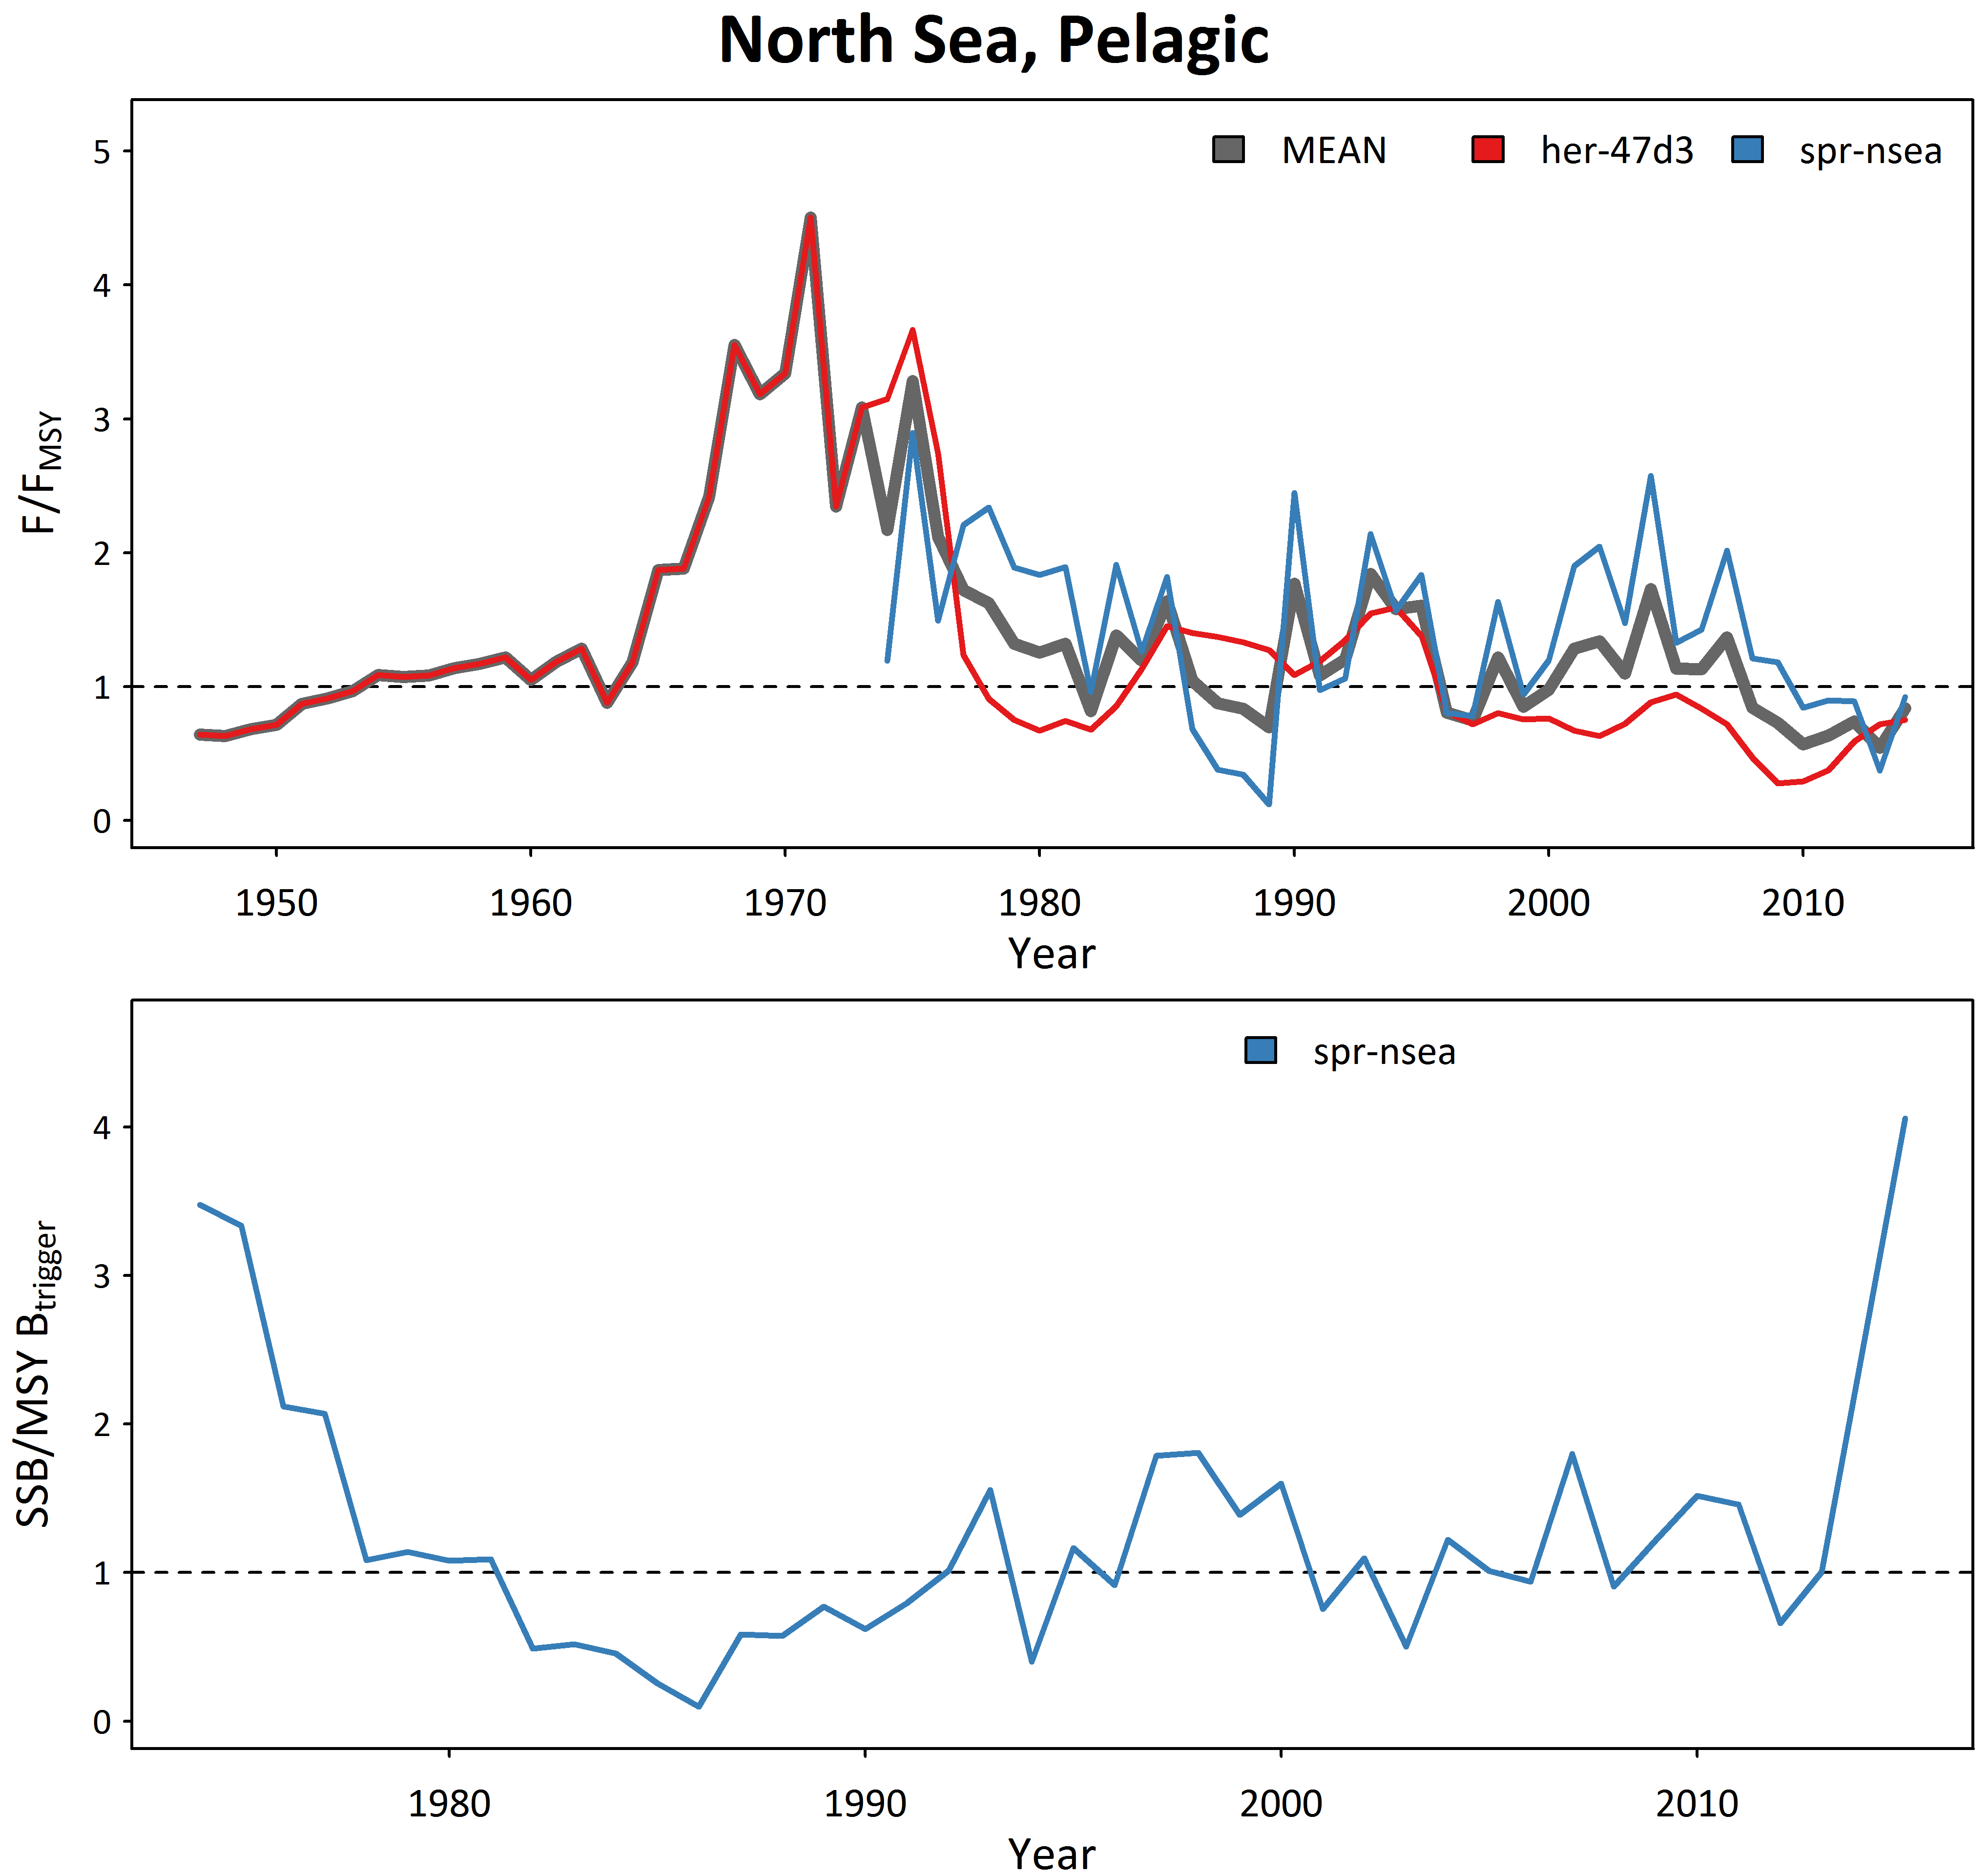 North Sea, Pelagic
MEAN her-47d3 spr-nsea
F/FMSY
5
4
3
2
1
0
1950 1960 1970 1980 1990 2000 2010
Year
spr-nsea
SSB/MSY Btrigger
4
3
2
1
0
1980 1990 2000 2010
Year